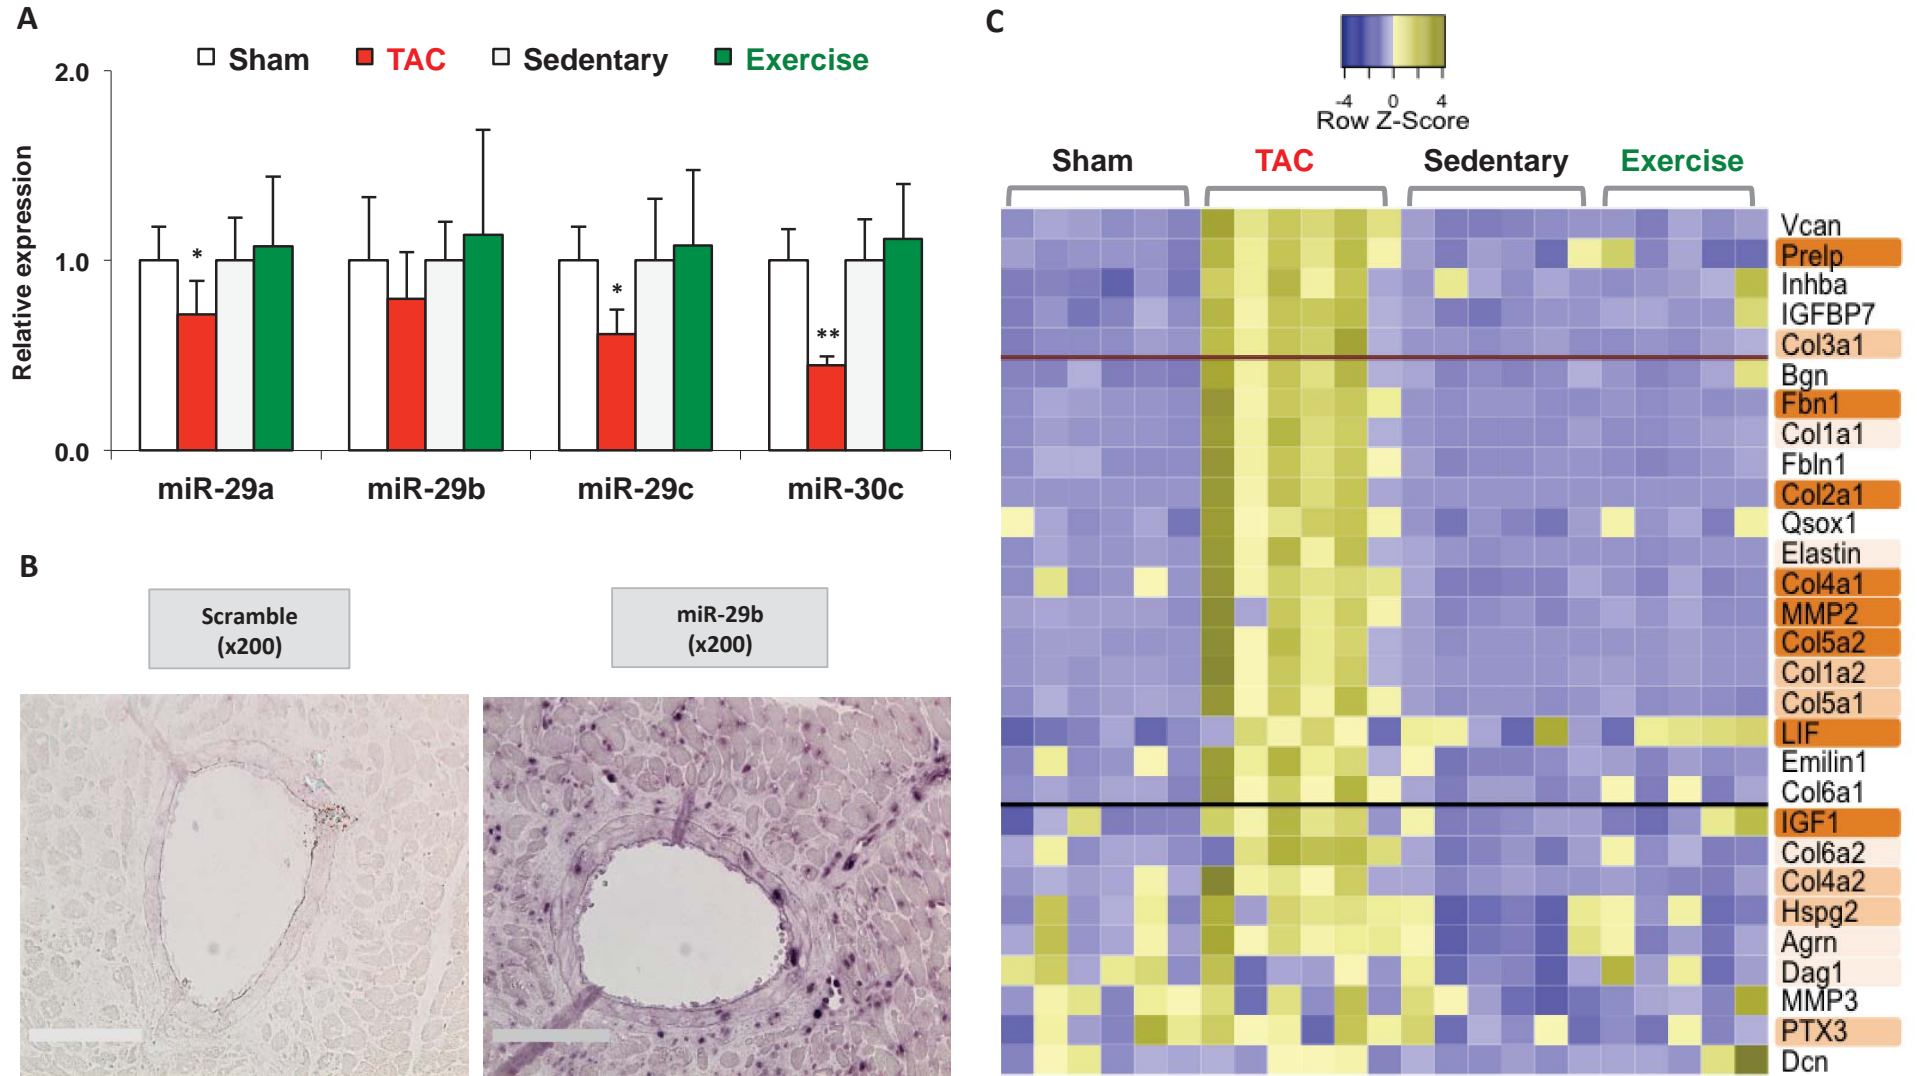 A
Sham TAC Sedentary Exercise
2.0
1.0
0.0
Relative expression
*
*
**
miR-29a miR-29b miR-29c miR-30c
B
Scramble
(x200)
miR-29b
(x200)
C
-4 0 4
Row Z-Score
Sham TAC Sedentary Exercise
Vcan
Prelp
Inhba
IGFBP7
Col3a1
Bgn
Fbn1
Col1a1
Fbln1
Col2a1
Qsox1
Elastin
Col4a1
MMP2
Col5a2
Col1a2
Col5a1
LIF
Emilin1
Col6a1
IGF1
Col6a2
Col4a2
Hspg2
Agrn
Dag1
MMP3
PTX3
Dcn